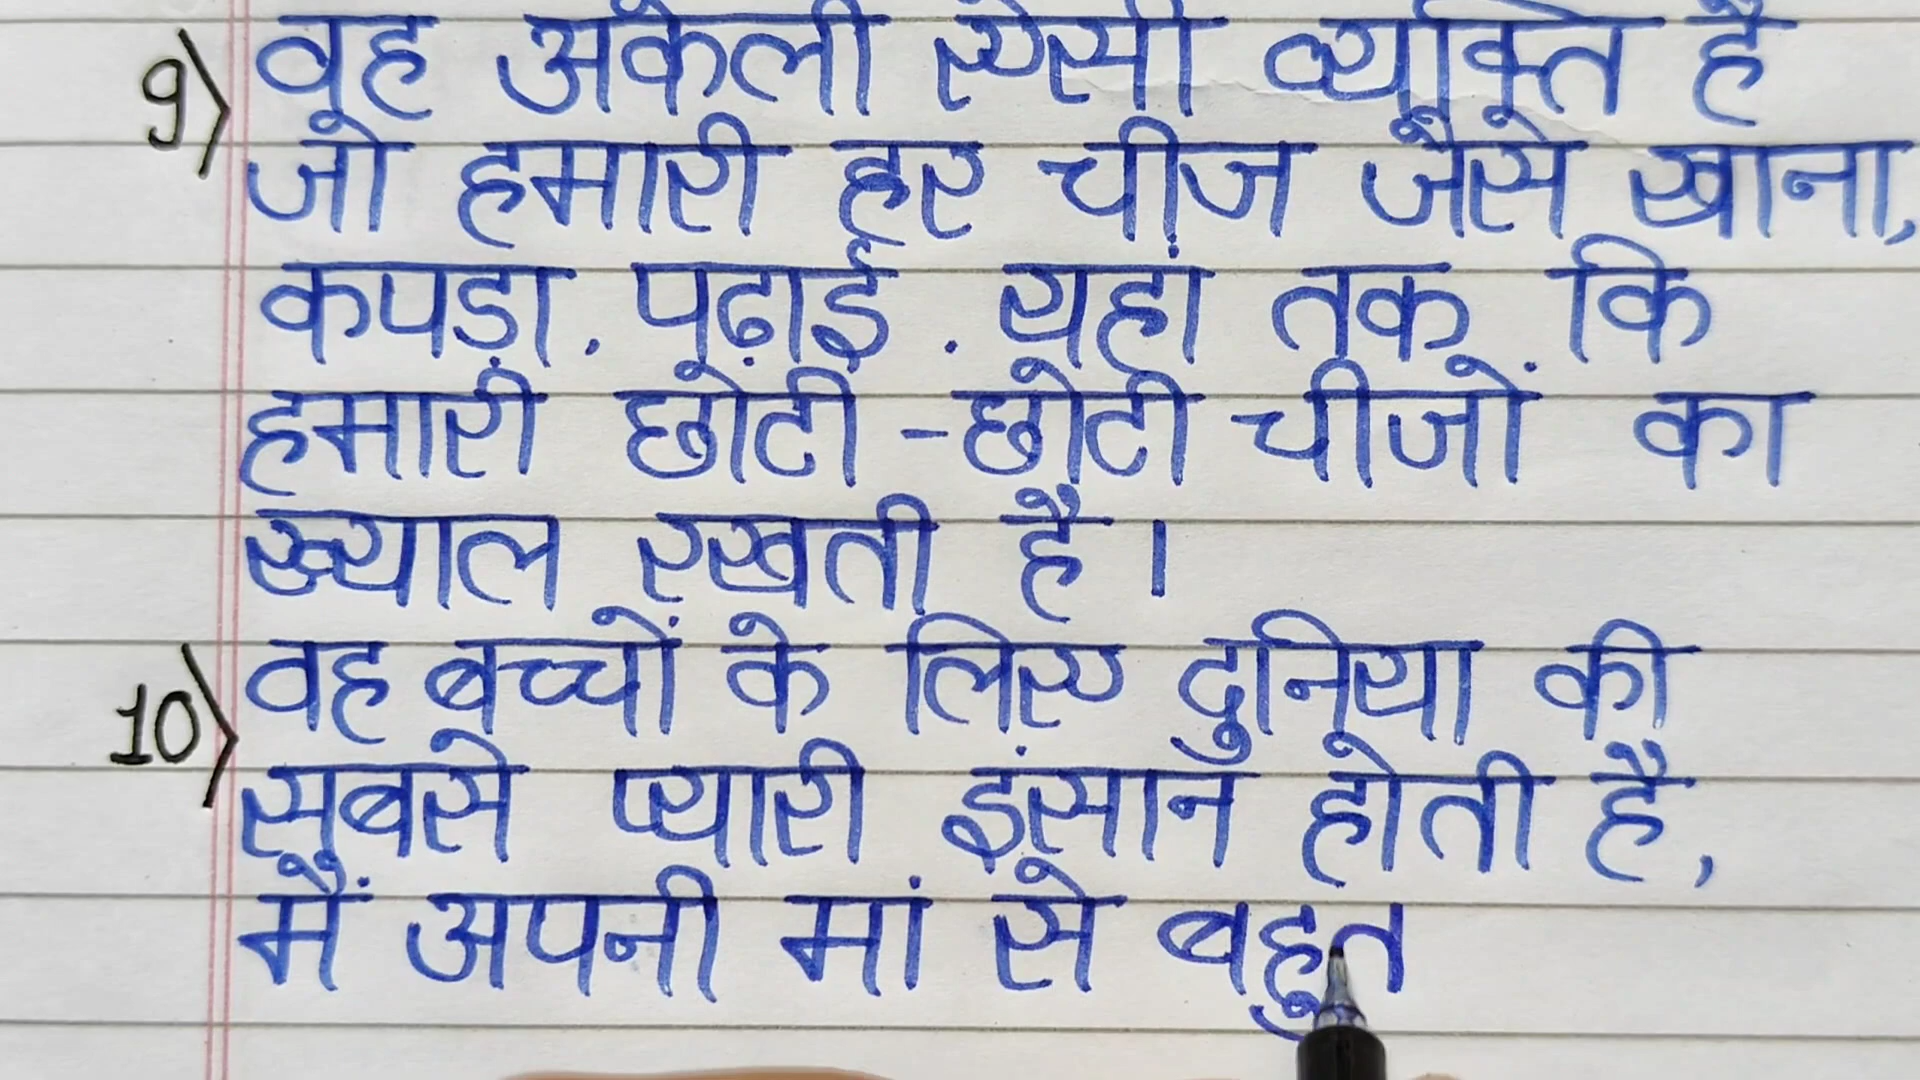 9) वह अकेली ऐसी व्यक्ति है
जो हमारी हर चीज जैसे खाना,
कपड़ा, पढ़ाई, यहां तक कि
हमारी छोटी-छोटी चीजों का
ख्याल रखती है।
10) वह बच्चों के लिए दुनिया की
सबसे प्यारी इंसान होती है,
मैं अपनी मां से बहुत